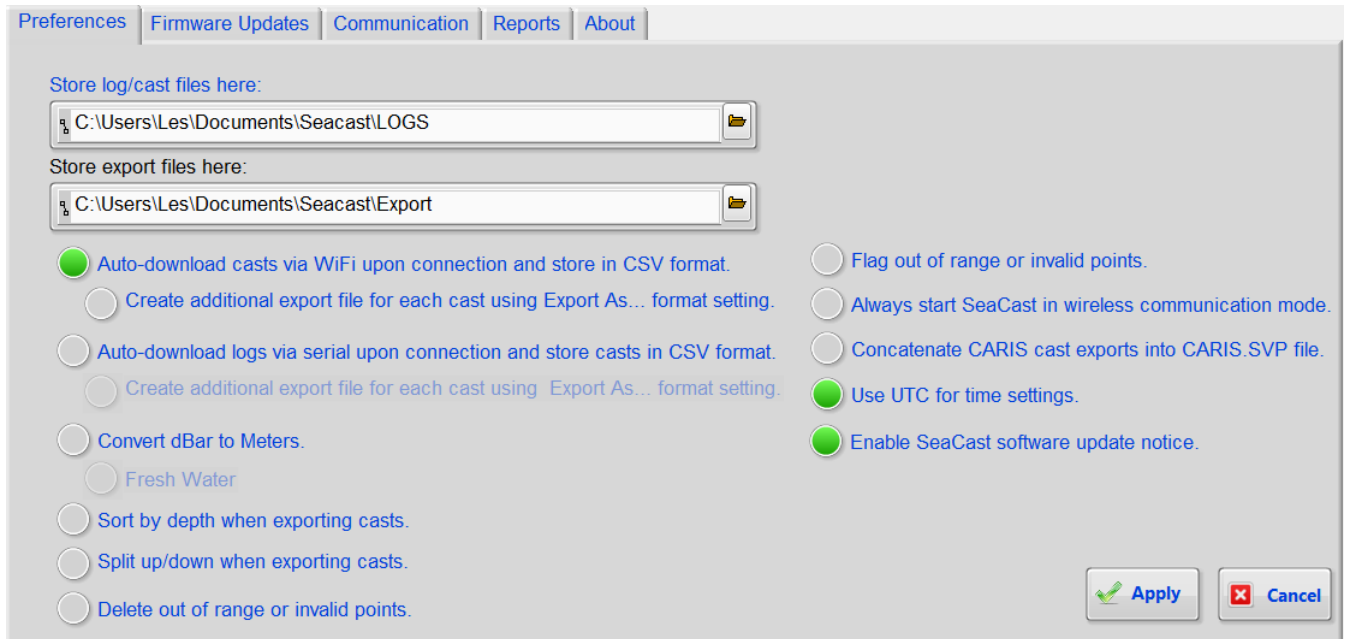 Preferences
Firmware Updates
Communication
Reports
About
Store log/cast files here:
C:\Users\Les\Documents\Seacast\LOGS
Store export files here:
C:\Users\Les\Documents\Seacast\Export
Auto-download casts via WiFi upon connection and store in CSV format.
Create additional export file for each cast using Export As... format setting.
Auto-download logs via serial upon connection and store casts in CSV format.
Create additional export file for each cast using  Export As... format setting.
Convert dBar to Meters.
Fresh Water
Sort by depth when exporting casts.
Split up/down when exporting casts.
Delete out of range or invalid points.
Flag out of range or invalid points.
Always start SeaCast in wireless communication mode.
Concatenate CARIS cast exports into CARIS.SVP file.
Use UTC for time settings.
Enable SeaCast software update notice.
Apply
Cancel